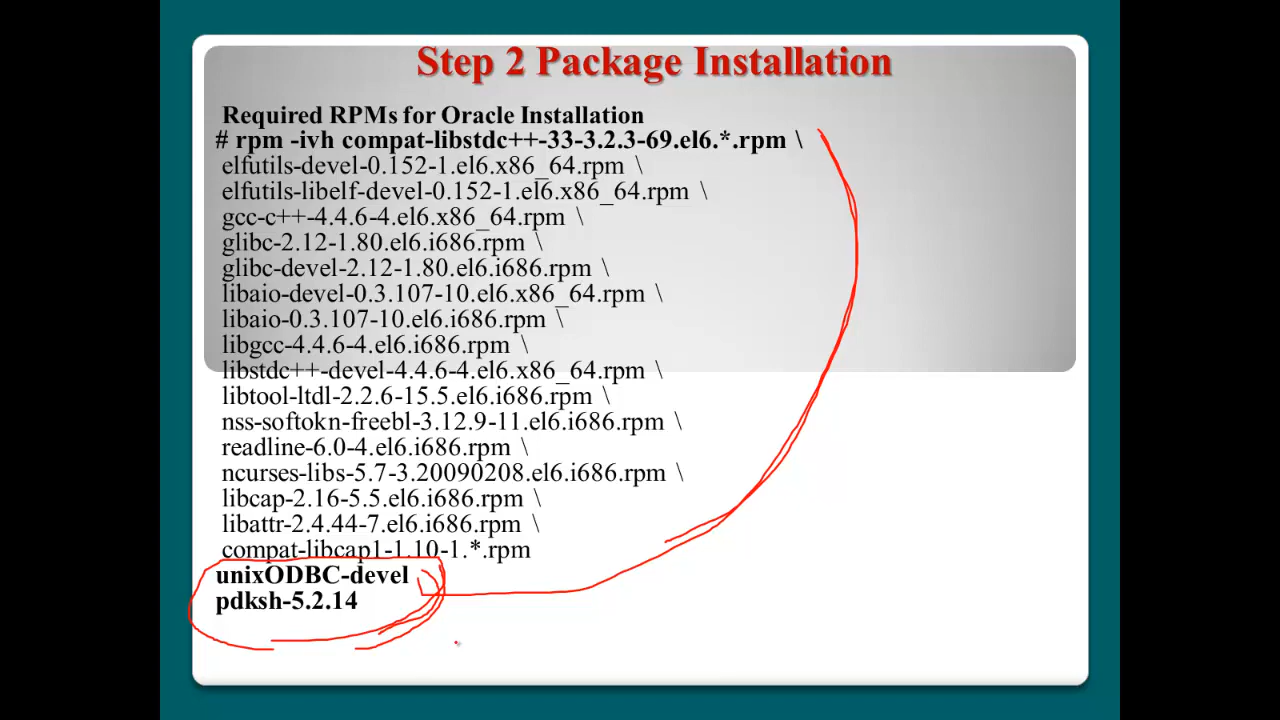 Step 2 Package Installation
Required RPMs for Oracle Installation
# rpm -ivh compat-libstdc++-33-3.2.3-69.el6.*.rpm \
elfutils-devel-0.152-1.el6.x86_64.rpm \
elfutils-libelf-devel-0.152-1.el6.x86_64.rpm \
gcc-c++-4.4.6-4.el6.x86_64.rpm \
glibc-2.12-1.80.el6.i686.rpm \
glibc-devel-2.12-1.80.el6.i686.rpm \
libaio-devel-0.3.107-10.el6.x86_64.rpm \
libaio-0.3.107-10.el6.i686.rpm \
libgcc-4.4.6-4.el6.i686.rpm \
libstdc++-devel-4.4.6-4.el6.x86_64.rpm \
libtool-ltdl-2.2.6-15.5.el6.i686.rpm \
nss-softokn-freebl-3.12.9-11.el6.i686.rpm \
readline-6.0-4.el6.i686.rpm \
ncurses-libs-5.7-3.20090208.el6.i686.rpm \
libcap-2.16-5.5.el6.i686.rpm \
libattr-2.4.44-7.el6.i686.rpm \
compat-libcap1-1.10-1.*.rpm
unixODBC-devel
pdksh-5.2.14